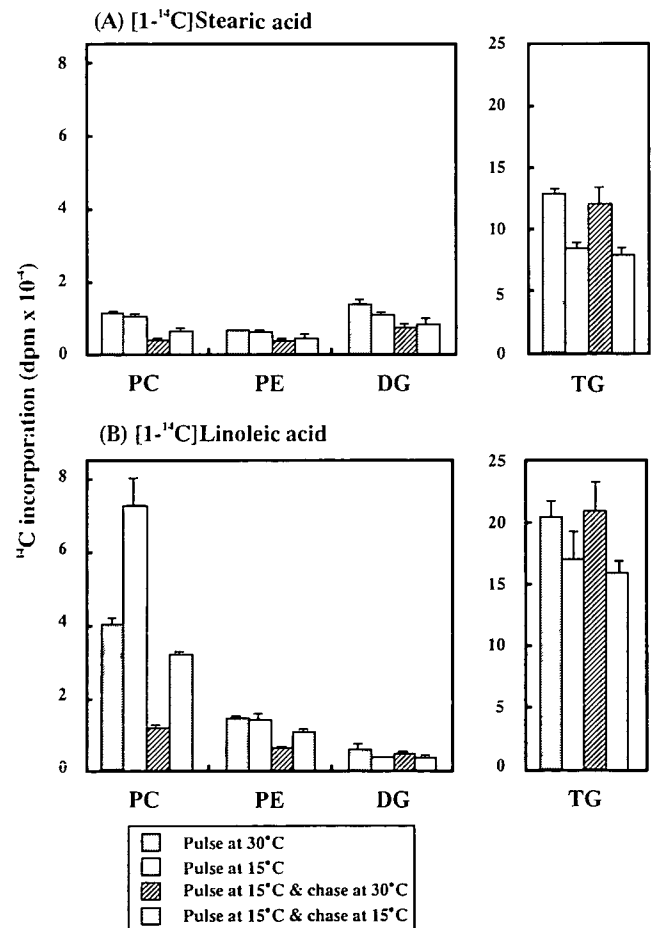 (A) [1-¹⁴C]Stearic acid
8
6
4
2
0
PC PE DG
25
20
15
10
5
0
TG
¹⁴C incorporation (dpm x 10⁻⁴)
(B) [1-¹⁴C]Linoleic acid
8
6
4
2
0
PC PE DG
25
20
15
10
5
0
TG
Pulse at 30°C
Pulse at 15°C
Pulse at 15°C & chase at 30°C
Pulse at 15°C & chase at 15°C